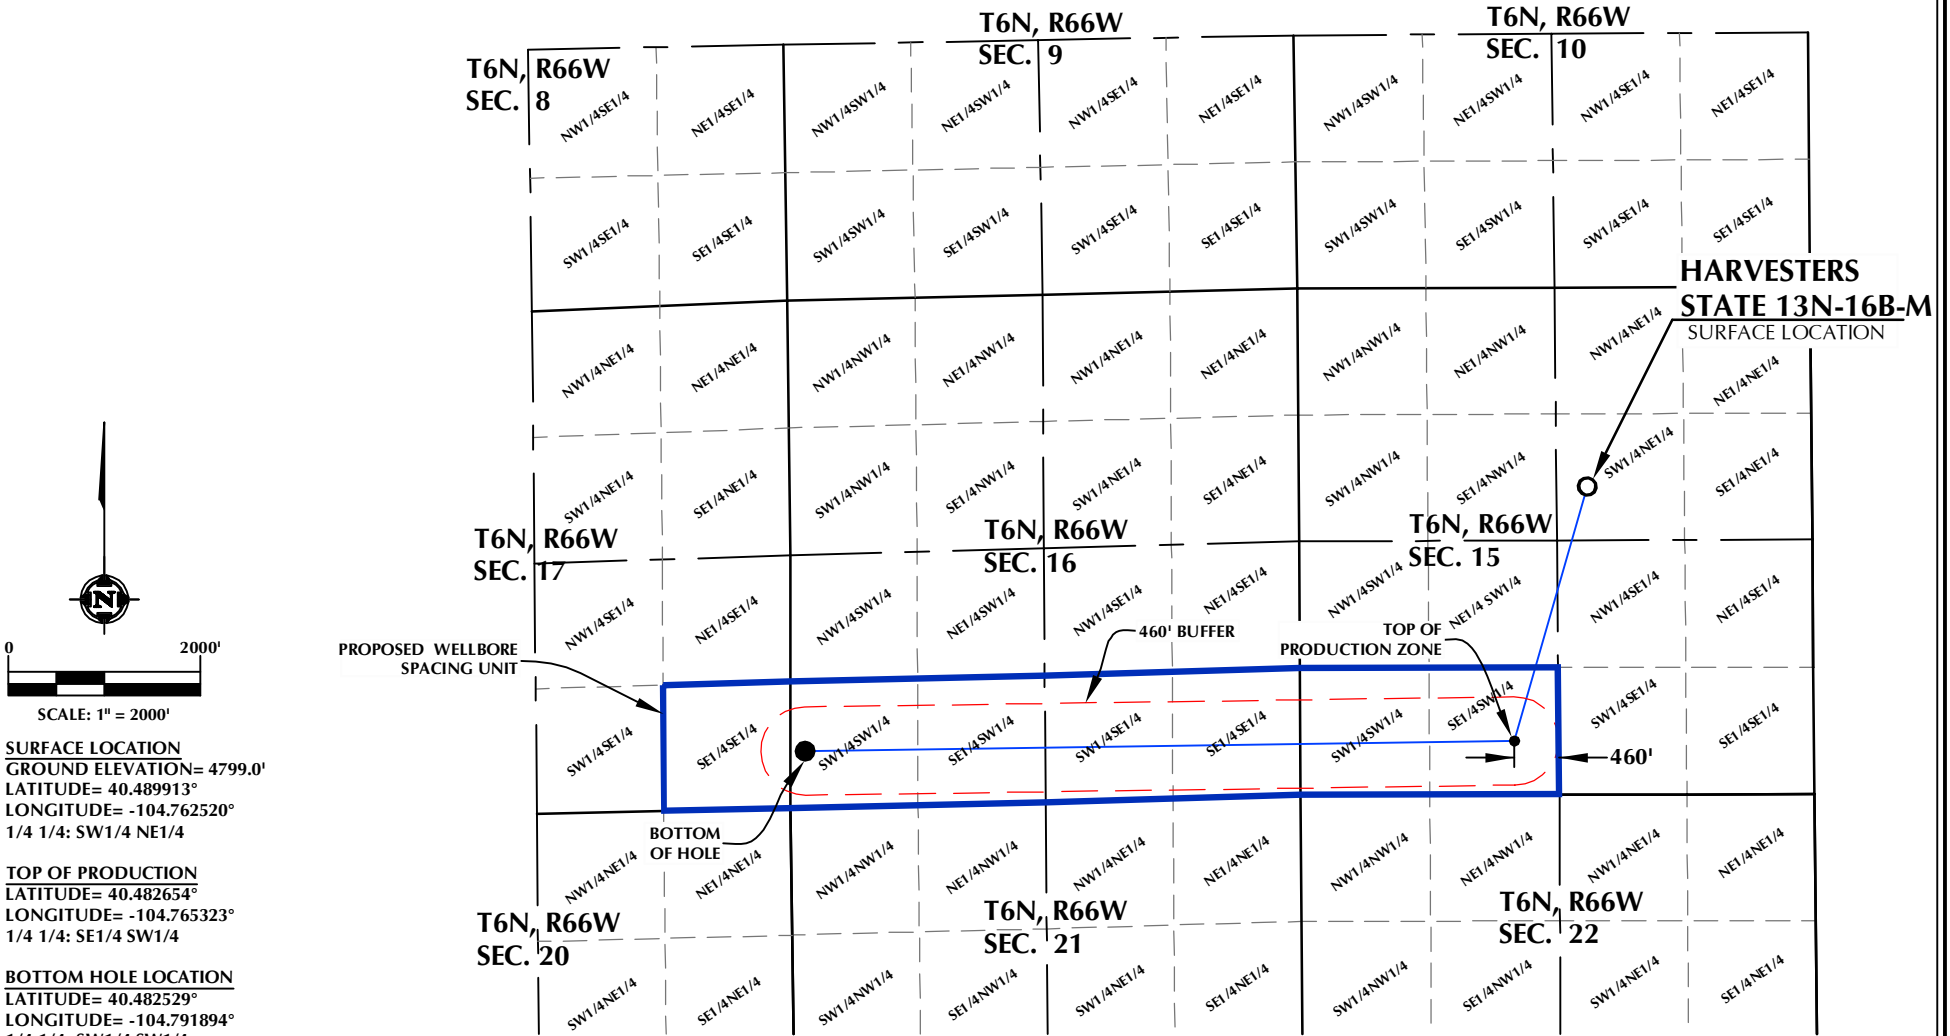 T6N, R66W
SEC. 9
T6N, R66W
SEC. 10
T6N, R66W
SEC. 8
NW1/4SE1/4
NE1/4SE1/4
NW1/4SW1/4
NE1/4SW1/4
NW1/4SE1/4
NE1/4SE1/4
NW1/4SW1/4
NE1/4SW1/4
NW1/4SE1/4
NE1/4SE1/4
SW1/4SE1/4
SE1/4SE1/4
SW1/4SW1/4
SE1/4SW1/4
SW1/4SE1/4
SE1/4SE1/4
SW1/4SW1/4
SE1/4SW1/4
SW1/4SE1/4
SE1/4SE1/4
HARVESTERS
STATE 13N-16B-M
SURFACE LOCATION
NW1/4NE1/4
NE1/4NE1/4
NW1/4NW1/4
NE1/4NW1/4
NW1/4NE1/4
NE1/4NE1/4
NW1/4NW1/4
NE1/4NW1/4
NW1/4NE1/4
NE1/4NE1/4
SW1/4NE1/4
SE1/4NE1/4
SW1/4NW1/4
SE1/4NW1/4
SW1/4NE1/4
SE1/4NE1/4
SW1/4NW1/4
SE1/4NW1/4
SW1/4NE1/4
SE1/4NE1/4
T6N, R66W
SEC. 17
T6N, R66W
SEC. 16
T6N, R66W
SEC. 15
NW1/4SE1/4
NE1/4SE1/4
NW1/4SW1/4
NE1/4SW1/4
NW1/4SE1/4
NE1/4SE1/4
NW1/4SW1/4
NE1/4 SW1/4
NW1/4SE1/4
NE1/4SE1/4
PROPOSED WELLBORE
SPACING UNIT
460' BUFFER
TOP OF
PRODUCTION ZONE
SW1/4SE1/4
SE1/4SE1/4
SW1/4SW1/4
SE1/4SW1/4
SW1/4SE1/4
SE1/4SE1/4
SW1/4SW1/4
SE1/4SW1/4
SW1/4SE1/4
SE1/4SE1/4
460'
BOTTOM
OF HOLE
NW1/4NE1/4
NE1/4NE1/4
NW1/4NW1/4
NE1/4NW1/4
NW1/4NE1/4
NE1/4NE1/4
NW1/4NW1/4
NE1/4NW1/4
NW1/4NE1/4
NE1/4NE1/4
T6N, R66W
SEC. 20
T6N, R66W
SEC. 21
T6N, R66W
SEC. 22
SW1/4NE1/4
SE1/4NE1/4
SW1/4NW1/4
SE1/4NW1/4
SW1/4NE1/4
SE1/4NE1/4
SW1/4NW1/4
SE1/4NW1/4
SW1/4NE1/4
SE1/4NE1/4
N
0 2000'
SCALE: 1" = 2000'
SURFACE LOCATION
GROUND ELEVATION= 4799.0'
LATITUDE= 40.489913°
LONGITUDE= -104.762520°
1/4 1/4: SW1/4 NE1/4
TOP OF PRODUCTION
LATITUDE= 40.482654°
LONGITUDE= -104.765323°
1/4 1/4: SE1/4 SW1/4
BOTTOM HOLE LOCATION
LATITUDE= 40.482529°
LONGITUDE= -104.791894°
1/4 1/4: SW1/4 SW1/4